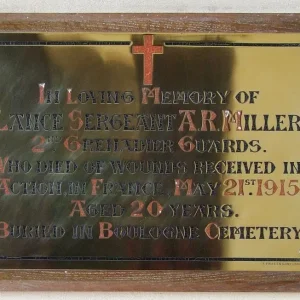 In Loving Memory of
Lance Sergeant A.R. Miller
2nd Grenadier Guards.
Who died of wounds received in
Action in France May 21st 1915
Aged 20 years.
Buried in Boulogne Cemetery